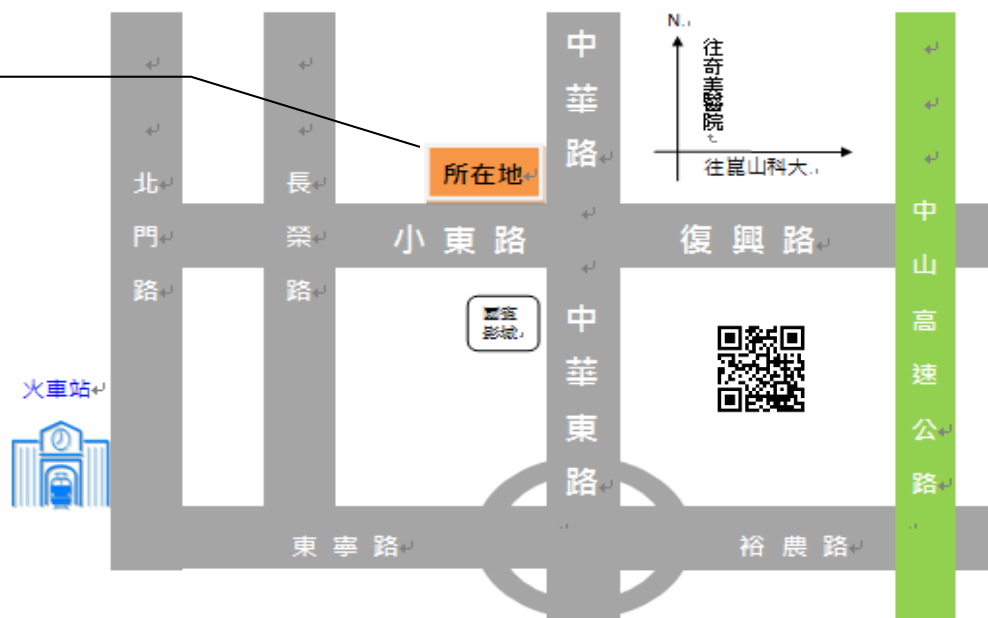 N
往奇美醫院
往崑山科大
中華路
所在地
北門路
長榮路
小東路
復興路
中山高速公路
國賓
影城
中華東路
火車站
東寧路
裕農路